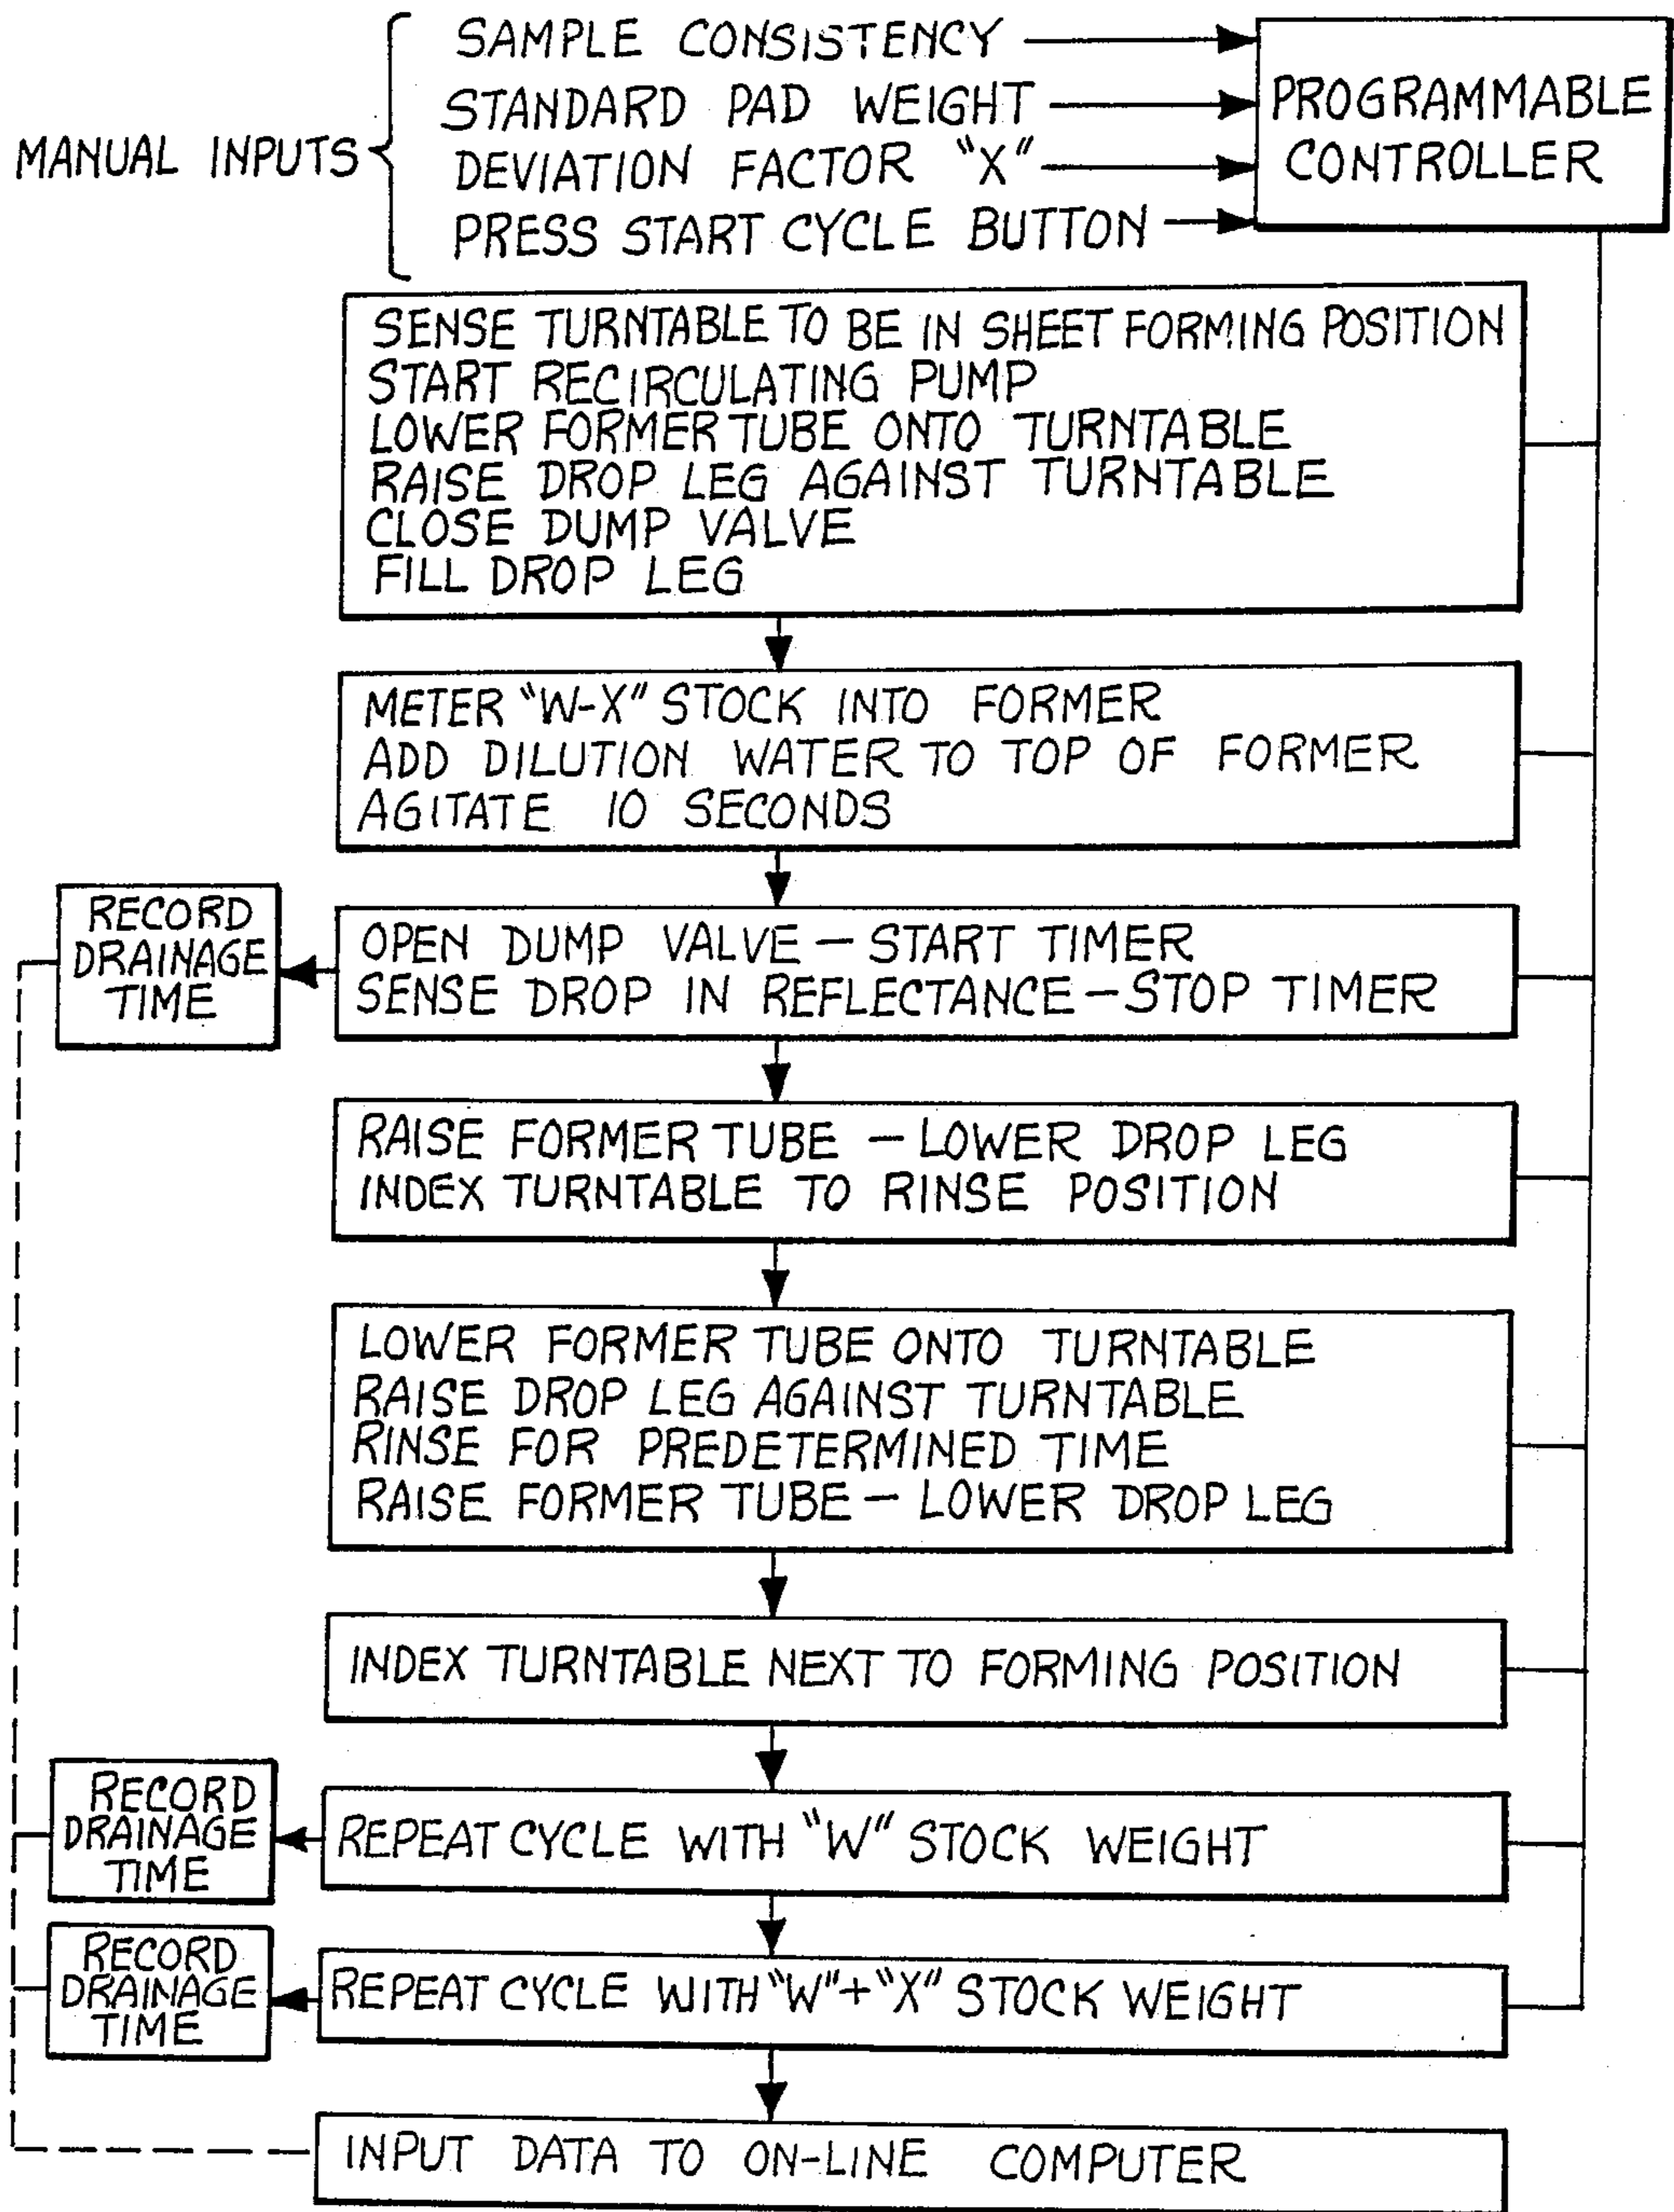 MANUAL INPUTS
SAMPLE CONSISTENCY
STANDARD PAD WEIGHT
DEVIATION FACTOR "X"
PRESS START CYCLE BUTTON
PROGRAMMABLE
CONTROLLER
SENSE TURNTABLE TO BE IN SHEET FORMING POSITION
START RECIRCULATING PUMP
LOWER FORMER TUBE ONTO TURNTABLE
RAISE DROP LEG AGAINST TURNTABLE
CLOSE DUMP VALVE
FILL DROP LEG
METER "W-X" STOCK INTO FORMER
ADD DILUTION WATER TO TOP OF FORMER
AGITATE 10 SECONDS
RECORD
DRAINAGE
TIME
OPEN DUMP VALVE - START TIMER
SENSE DROP IN REFLECTANCE - STOP TIMER
RAISE FORMER TUBE - LOWER DROP LEG
INDEX TURNTABLE TO RINSE POSITION
LOWER FORMER TUBE ONTO TURNTABLE
RAISE DROP LEG AGAINST TURNTABLE
RINSE FOR PREDETERMINED TIME
RAISE FORMER TUBE - LOWER DROP LEG
INDEX TURNTABLE NEXT TO FORMING POSITION
RECORD
DRAINAGE
TIME
REPEAT CYCLE WITH "W" STOCK WEIGHT
RECORD
DRAINAGE
TIME
REPEAT CYCLE WITH "W"+"X" STOCK WEIGHT
INPUT DATA TO ON-LINE COMPUTER